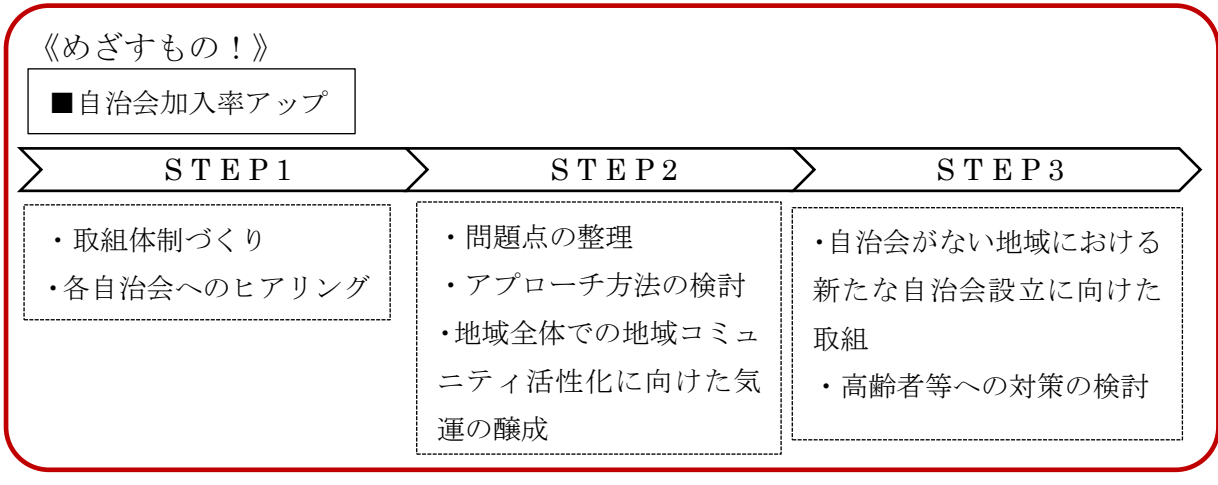 《めざすもの！》
■自治会加入率アップ
ＳＴＥＰ1
ＳＴＥＰ2
ＳＴＥＰ3
・取組体制づくり
・各自治会へのヒアリング
・問題点の整理
・アプローチ方法の検討
・地域全体での地域コミュ
ニティ活性化に向けた気
運の醸成
・自治会がない地域における
新たな自治会設立に向けた
取組
・高齢者等への対策の検討